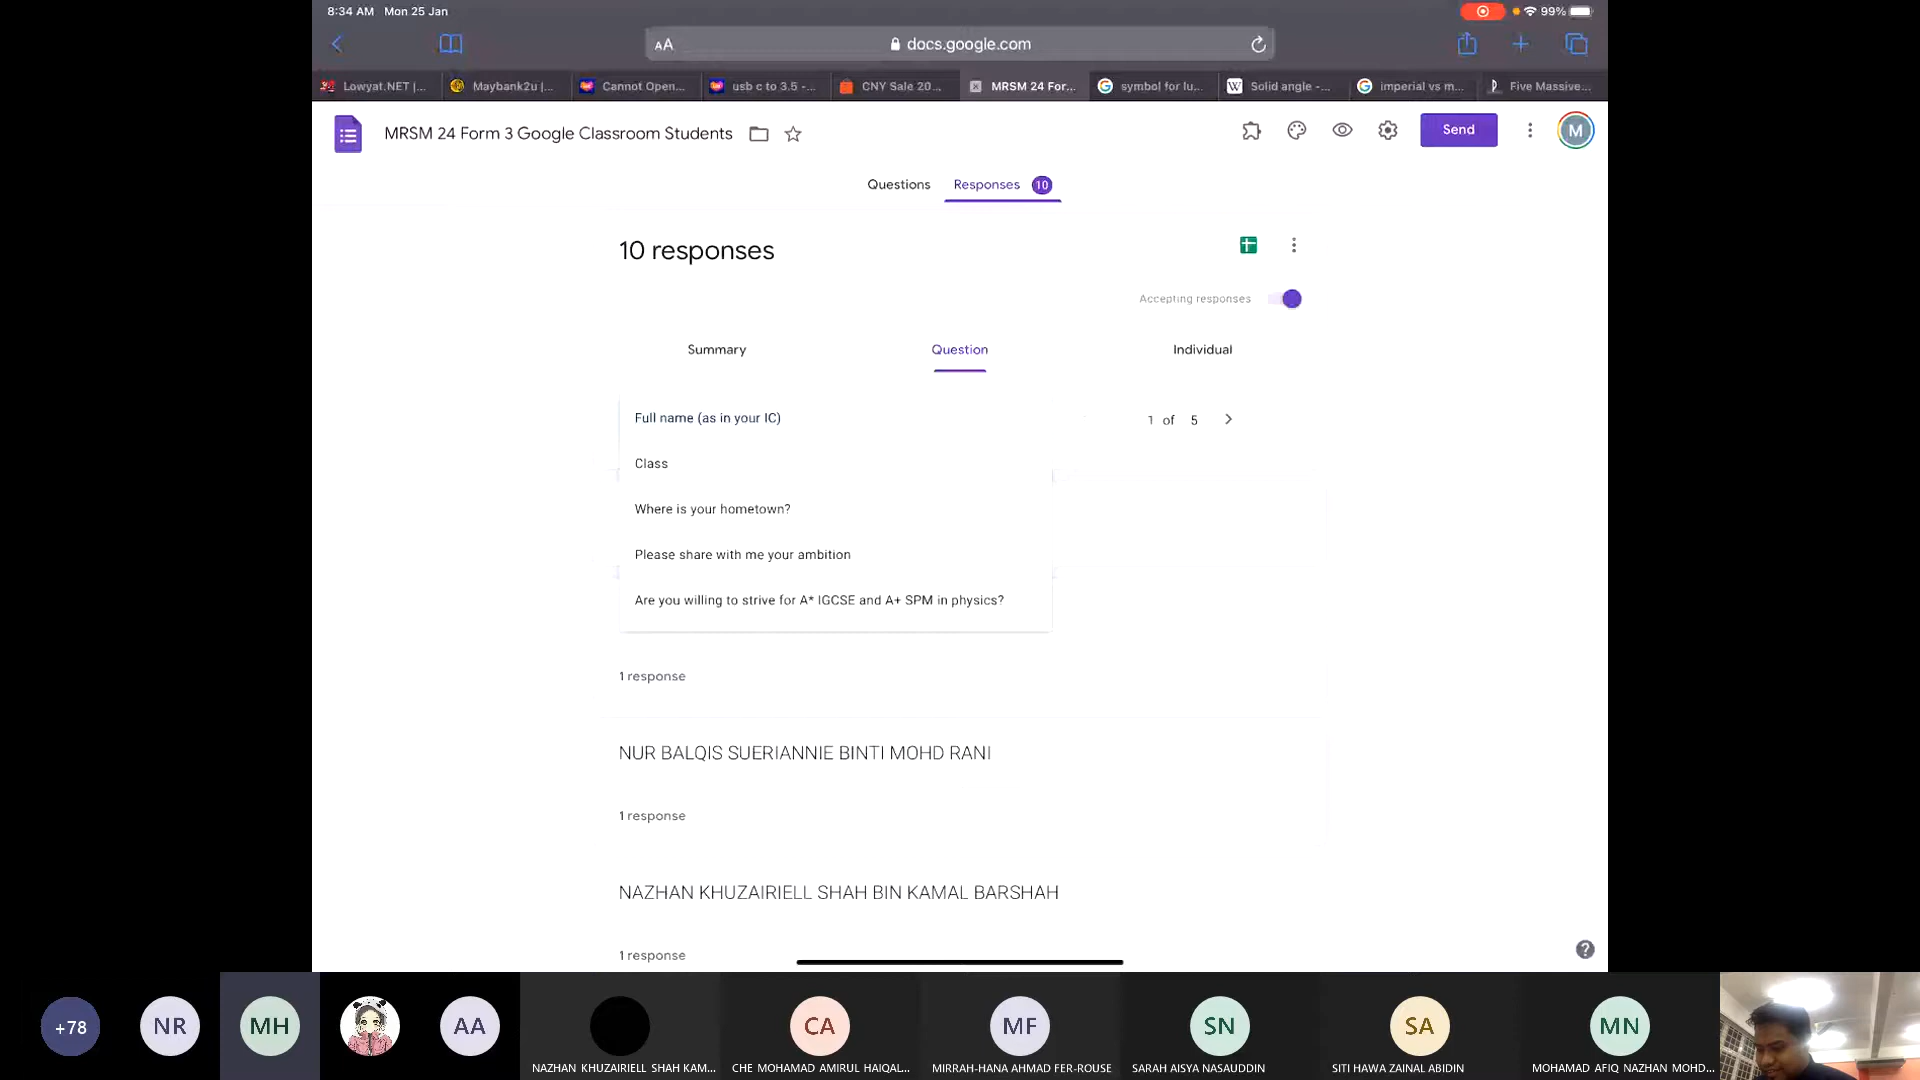 8:34 AM Mon 25 Jan
99%
AA
docs.google.com
Lowyat.NET |...
Maybank2u |...
Cannot Open...
usb c to 3.5 -...
CNY Sale 20...
MRSM 24 For...
symbol for lu...
Solid angle -...
imperial vs m...
Five Massive...
MRSM 24 Form 3 Google Classroom Students
Send
M
Questions
Responses 10
10 responses
Accepting responses
Summary
Question
Individual
Full name (as in your IC)
1 of 5
Class
Where is your hometown?
Please share with me your ambition
Are you willing to strive for A* IGCSE and A+ SPM in physics?
1 response
NUR BALQIS SUERIANNIE BINTI MOHD RANI
1 response
NAZHAN KHUZAIRIELL SHAH BIN KAMAL BARSHAH
1 response
+78
NR
MH
AA
CA
MF
SN
SA
MN
NAZHAN KHUZAIRIELL SHAH KAM...
CHE MOHAMAD AMIRUL HAIQAL...
MIRRAH-HANA AHMAD FER-ROUSE
SARAH AISYA NASAUDDIN
SITI HAWA ZAINAL ABIDIN
MOHAMAD AFIQ NAZHAN MOHD...